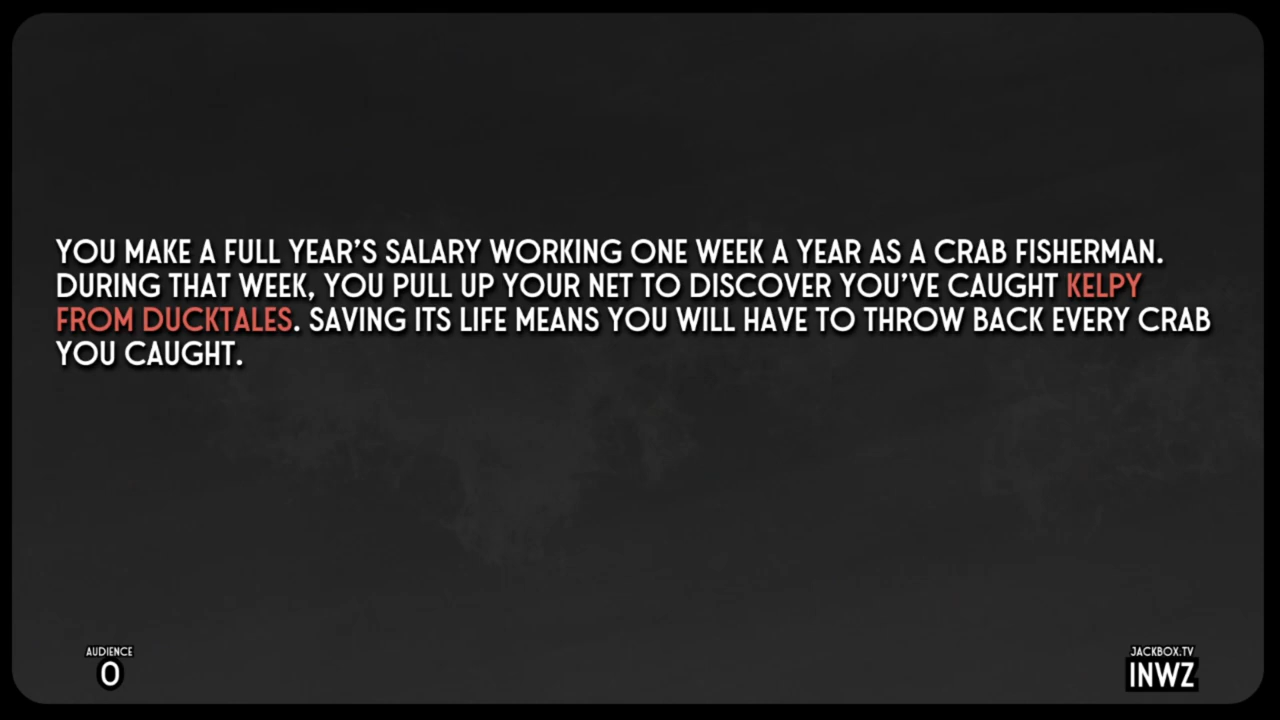 YOU MAKE A FULL YEAR'S SALARY WORKING ONE WEEK A YEAR AS A CRAB FISHERMAN.
DURING THAT WEEK, YOU PULL UP YOUR NET TO DISCOVER YOU'VE CAUGHT KELPY
FROM DUCKTALES. SAVING ITS LIFE MEANS YOU WILL HAVE TO THROW BACK EVERY CRAB
YOU CAUGHT.
AUDIENCE
0
JACKBOX.TV
INWZ